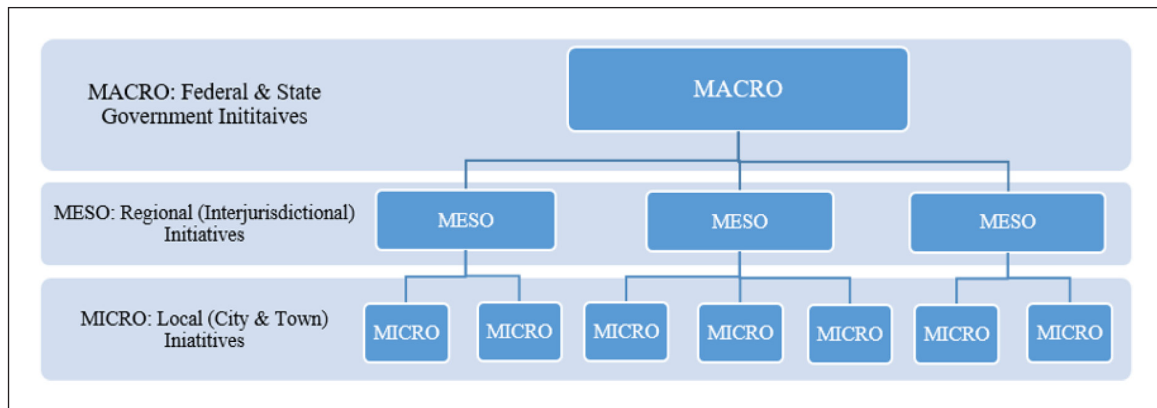 MACRO: Federal & State
Government Inititaives
MACRO
MESO: Regional (Interjurisdictional)
Initiatives
MESO
MESO
MESO
MICRO: Local (City & Town)
Iniatitives
MICRO
MICRO
MICRO
MICRO
MICRO
MICRO
MICRO